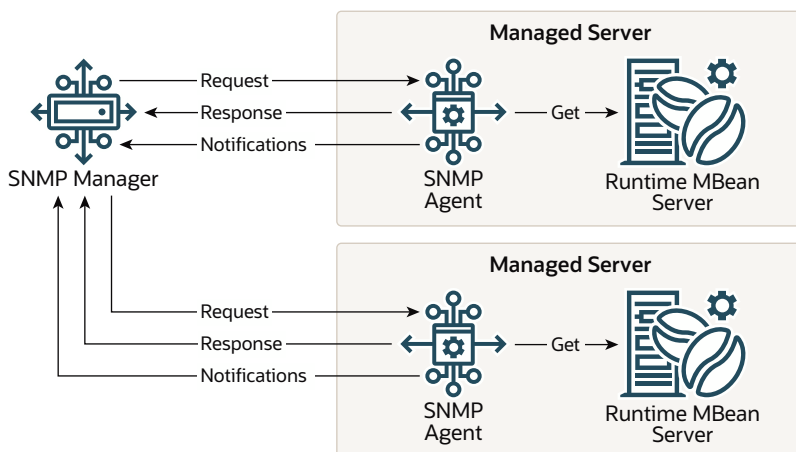 Managed Server
Request
Response
Get
Notifications
SNMP Manager
SNMP
Agent
Runtime MBean
Server
Managed Server
Request
Response
Get
Notifications
SNMP
Agent
Runtime MBean
Server